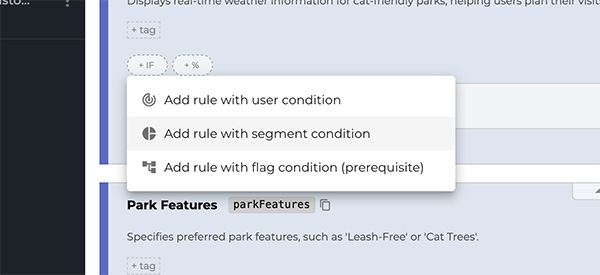 Displays real-time weather information for cat-friendly parks, helping users plan their visits
+ tag
+ IF
+ %
Add rule with user condition
Add rule with segment condition
Add rule with flag condition (prerequisite)
Park Features parkFeatures
Specifies preferred park features, such as 'Leash-Free' or 'Cat Trees'.
+ tag